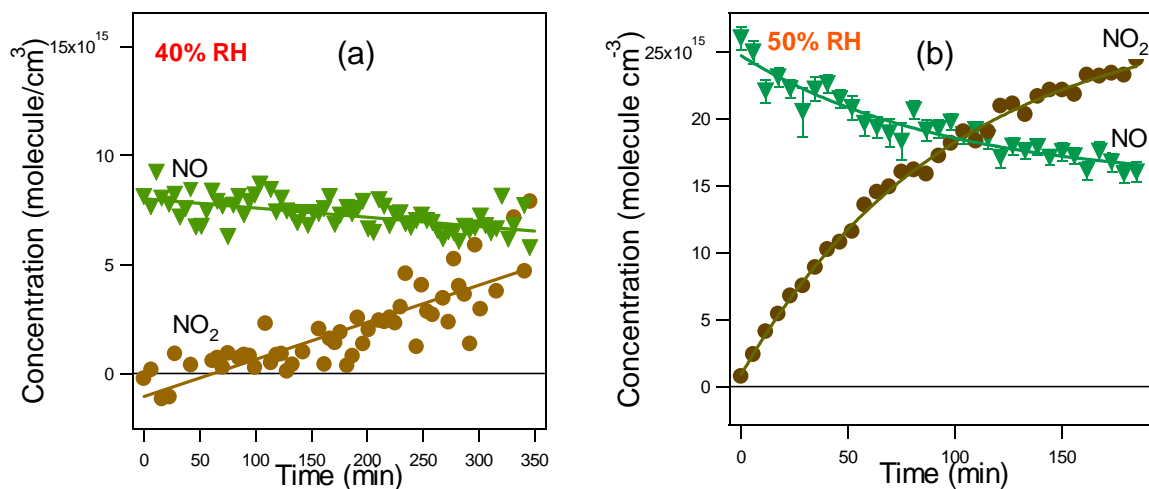 15x10^15
40% RH
(a)
10
5
0
NO
NO2
Concentration (molecule/cm^3)
0
50
100
150
200
250
300
350
Time (min)
25x10^15
50% RH
(b)
NO2
20
15
10
5
0
NO
Concentration (molecule cm^-3)
0
50
100
150
Time (min)